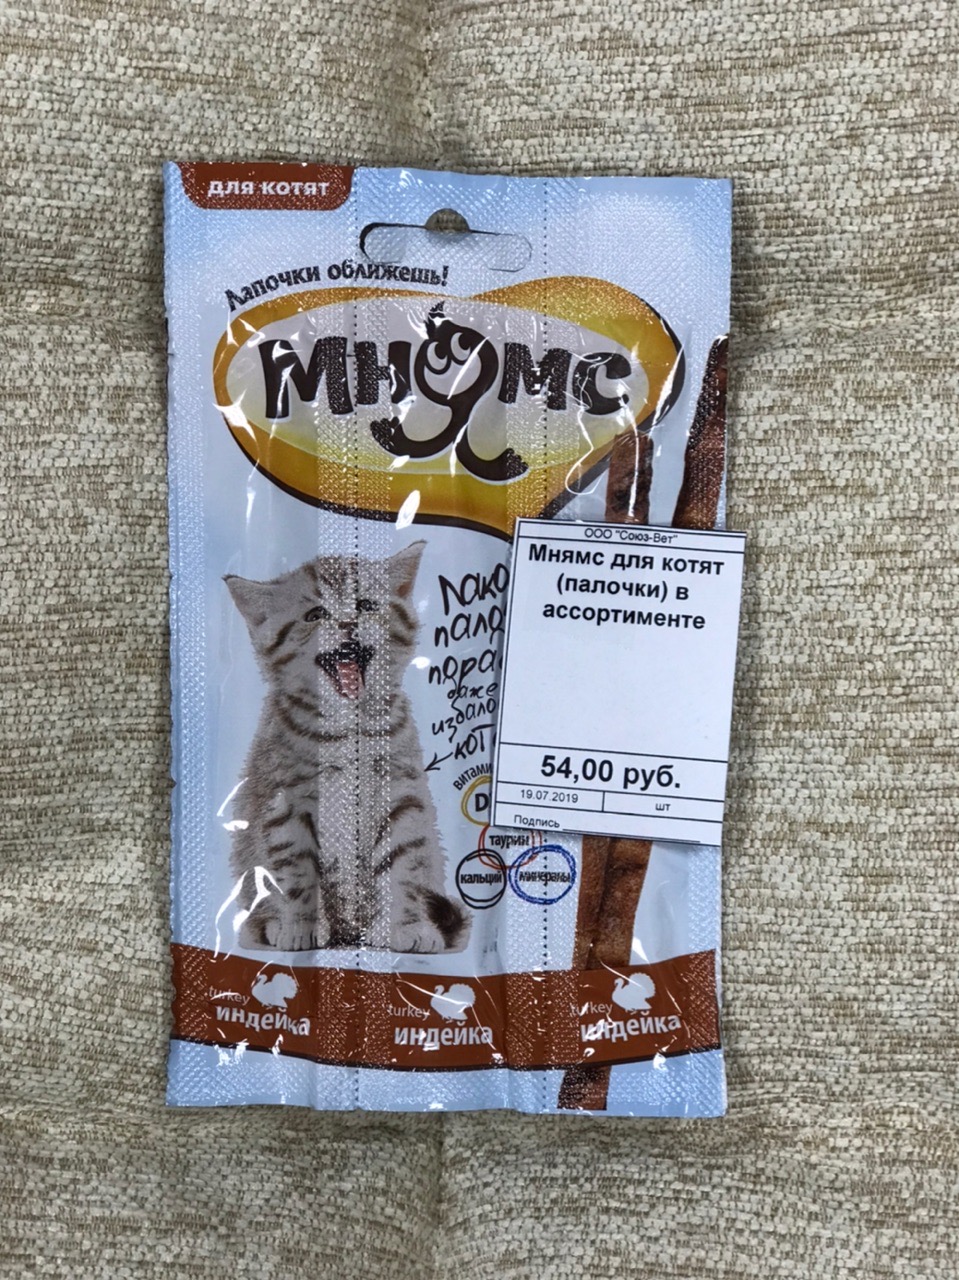 для котят
Лапочки оближешь!
Мнямс
ООО "Союз-Вет"
Мнямс для котят
(палочки) в
ассортименте
54,00 руб.
19.07.2019
шт
Подпись
даже
D
таурин
кальций
минералы
turkey
индейка
turkey
индейка
turkey
индейка